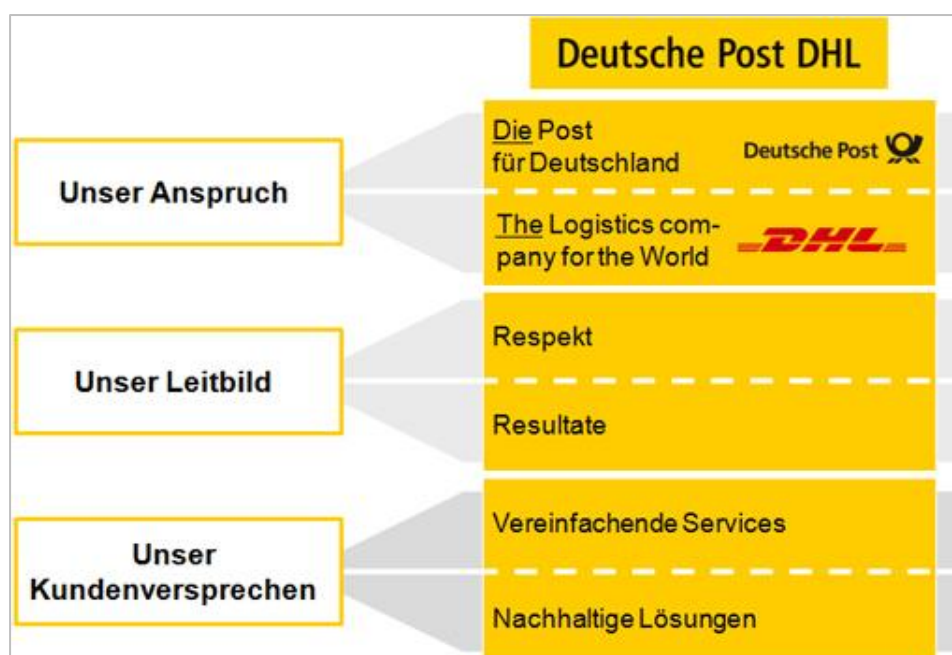 Deutsche Post DHL
Unser Anspruch
Die Post
für Deutschland
Deutsche Post
The Logistics com-
pany for the World
DHL
Unser Leitbild
Respekt
Resultate
Unser
Kundenversprechen
Vereinfachende Services
Nachhaltige Lösungen